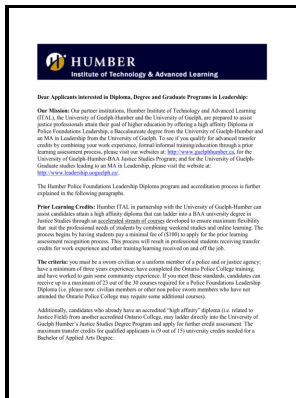 HUMBER
Institute of Technology & Advanced Learning
Dear Applicants interested in Diploma, Degree and Graduate Programs in Leadership:
Our Mission: Our partner institutions, Humber Institute of Technology and Advanced Learning
(ITAL), the University of Guelph-Humber and the University of Guelph, are prepared to assist
justice professionals attain their goal of higher education by offering a high affinity Diploma in
Police Foundations Leadership, a Baccalaureate degree from the University of Guelph-Humber and
an MA in Leadership from the University of Guelph. To see if you qualify for advanced transfer
credits by combining your work experience, formal/informal training/education through a prior
learning assessment process, please visit our websites at: http://www.guelphhumber.ca, for the
University of Guelph-Humber-BAA Justice Studies Program; and for the University of Guelph-
Graduate studies leading to an MA in Leadership, please visit the website at:
http://www.leadership.uoguelph.ca/.
The Humber Police Foundations Leadership Diploma program and accreditation process is further
explained in the following paragraphs.
Prior Learning Credits: Humber ITAL in partnership with the University of Guelph-Humber can
assist candidates attain a high affinity diploma that can ladder into a BAA university degree in
Justice Studies through an accelerated stream of courses developed to ensure maximum flexibility
that suit the professional needs of students by combining weekend studies and online learning. The
process begins by having students pay a minimal fee of ($100) to apply for the prior learning
assessment recognition process. This process will result in professional students receiving transfer
credits for work experience and other training/learning received on and off the job.
The criteria: you must be a sworn civilian or a uniform member of a police and or justice agency;
have a minimum of three years experience; have completed the Ontario Police College training;
and have worked to gain some community experience. If you meet these standards, candidates can
receive up to a maximum of 23 out of the 30 courses required for a Police Foundations Leadership
Diploma (i.e. please note: civilian members or other non police sworn members who have not
attended the Ontario Police College may require some additional courses).
Additionally, candidates who already have an accredited "high affinity" diploma (i.e. related to
Justice Field) from another accredited Ontario College, may ladder directly into the University of
Guelph Humber's Justice Studies Degree Program and apply for further credit assessment. The
maximum transfer credits for qualified applicants is (9 out of 15) university credits needed for a
Bachelor of Applied Arts Degree.